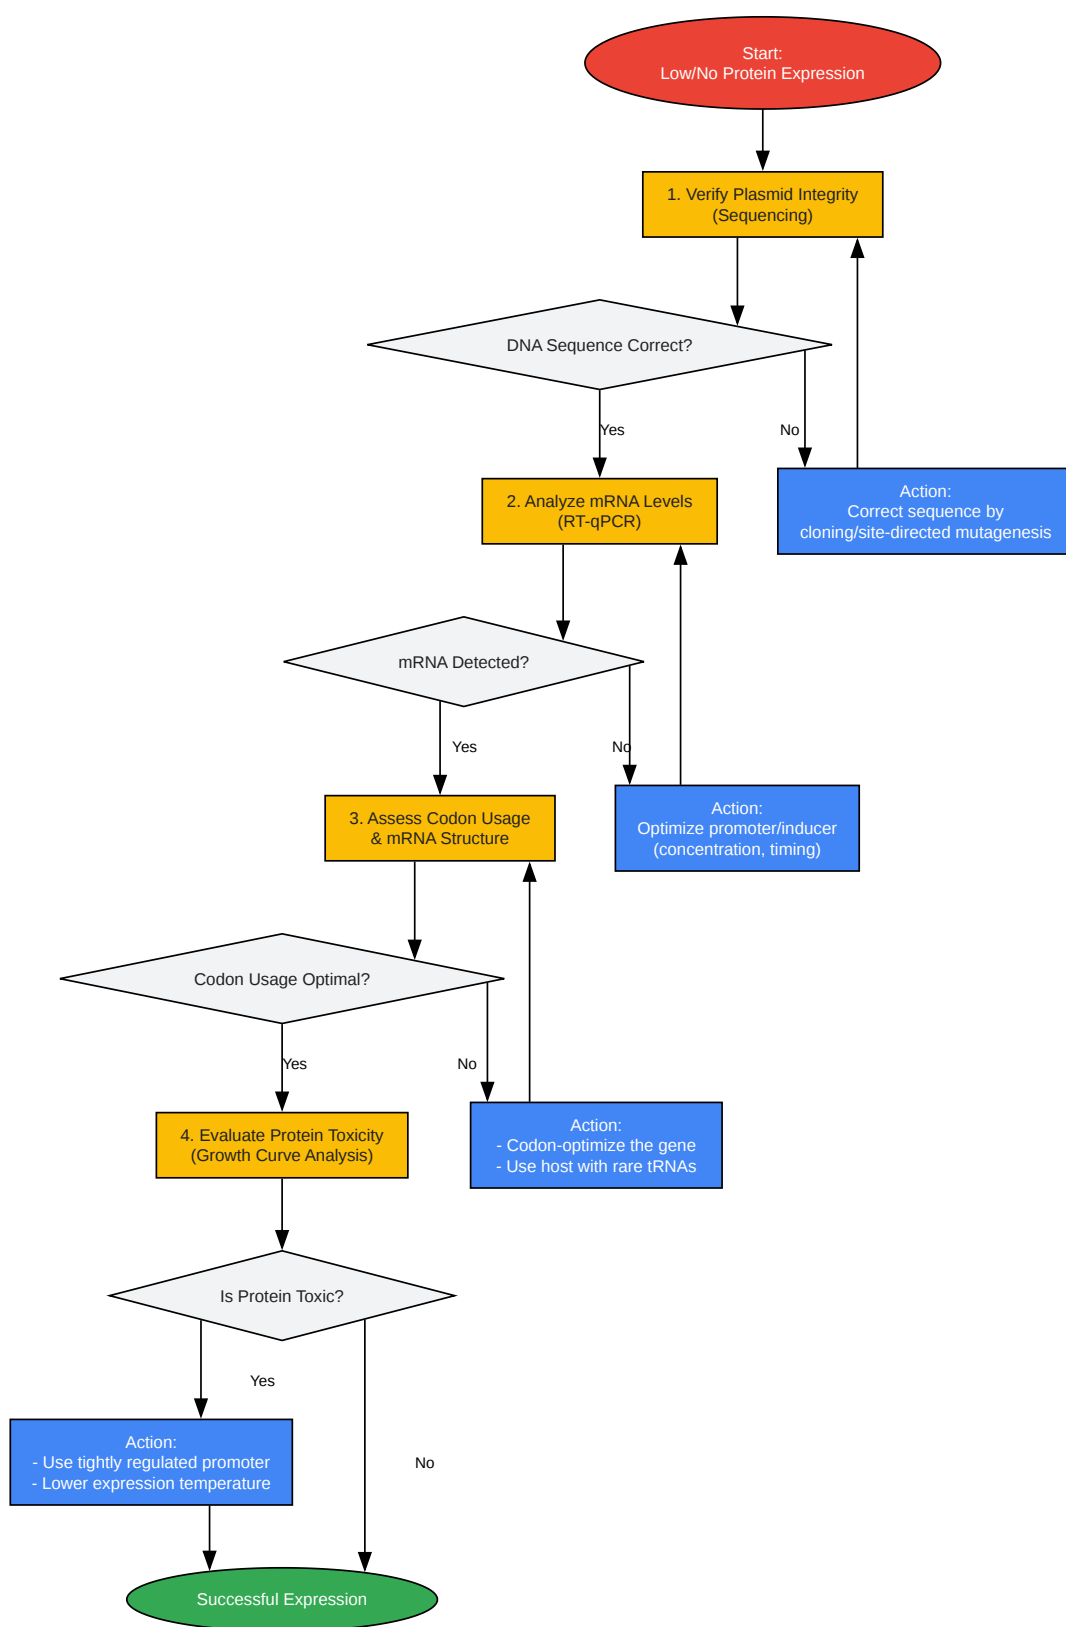 Start:
Low/No Protein Expression
1. Verify Plasmid Integrity
(Sequencing)
DNA Sequence Correct?
Yes
No
Action:
Correct sequence by
cloning/site-directed mutagenesis
2. Analyze mRNA Levels
(RT-qPCR)
mRNA Detected?
Yes
No
Action:
Optimize promoter/inducer
(concentration, timing)
3. Assess Codon Usage
& mRNA Structure
Codon Usage Optimal?
Yes
No
Action:
- Codon-optimize the gene
- Use host with rare tRNAs
4. Evaluate Protein Toxicity
(Growth Curve Analysis)
Is Protein Toxic?
Yes
No
Action:
- Use tightly regulated promoter
- Lower expression temperature
Successful Expression